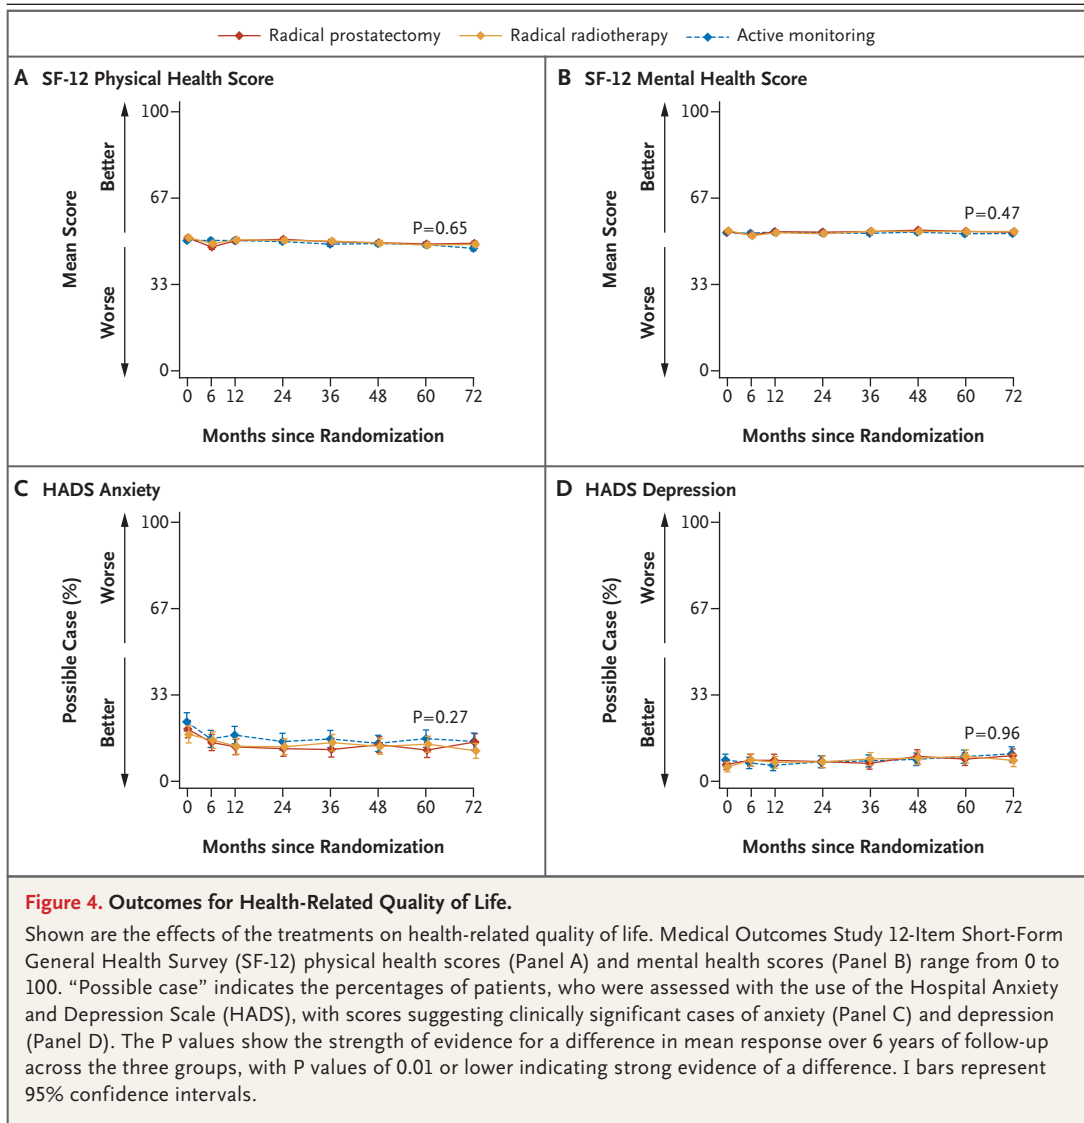 Radical prostatectomy Radical radiotherapy Active monitoring
A SF-12 Physical Health Score
Better
Worse
Mean Score
100
67
33
0
P=0.65
0 6 12 24 36 48 60 72
Months since Randomization
B SF-12 Mental Health Score
Better
Worse
Mean Score
100
67
33
0
P=0.47
0 6 12 24 36 48 60 72
Months since Randomization
C HADS Anxiety
Worse
Better
Possible Case (%)
100
67
33
0
P=0.27
0 6 12 24 36 48 60 72
Months since Randomization
D HADS Depression
Worse
Better
Possible Case (%)
100
67
33
0
P=0.96
0 6 12 24 36 48 60 72
Months since Randomization
Figure 4. Outcomes for Health-Related Quality of Life.
Shown are the effects of the treatments on health-related quality of life. Medical Outcomes Study 12-Item Short-Form
General Health Survey (SF-12) physical health scores (Panel A) and mental health scores (Panel B) range from 0 to
100. “Possible case” indicates the percentages of patients, who were assessed with the use of the Hospital Anxiety
and Depression Scale (HADS), with scores suggesting clinically significant cases of anxiety (Panel C) and depression
(Panel D). The P values show the strength of evidence for a difference in mean response over 6 years of follow-up
across the three groups, with P values of 0.01 or lower indicating strong evidence of a difference. I bars represent
95% confidence intervals.